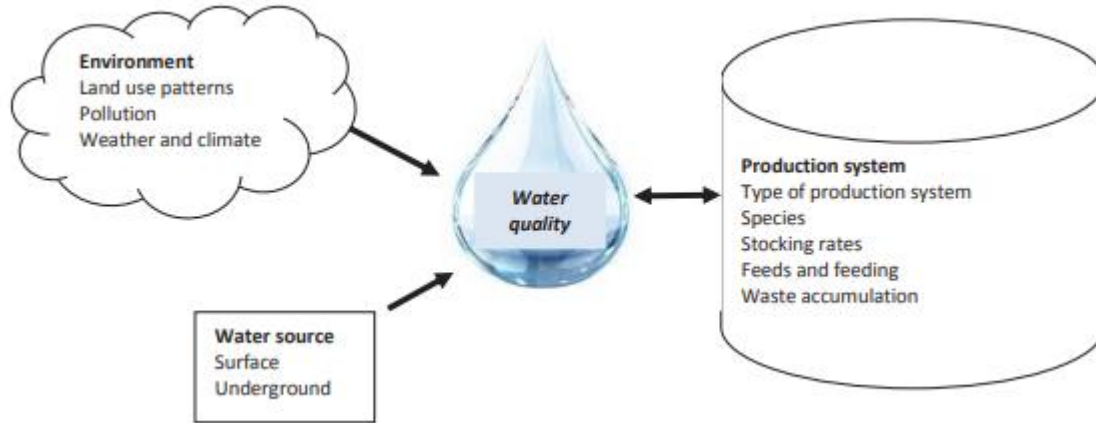 Environment
Land use patterns
Pollution
Weather and climate
Water
quality
Production system
Type of production system
Species
Stocking rates
Feeds and feeding
Waste accumulation
Water source
Surface
Underground